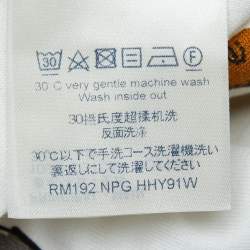 30
F
30 C very gentle machine wash
Wash inside out
30摄氏度超揉机洗
反面洗涤
30℃以下で手洗コース洗濯機洗い
裏返しにして洗濯してください
RM192 NPG HHY91W